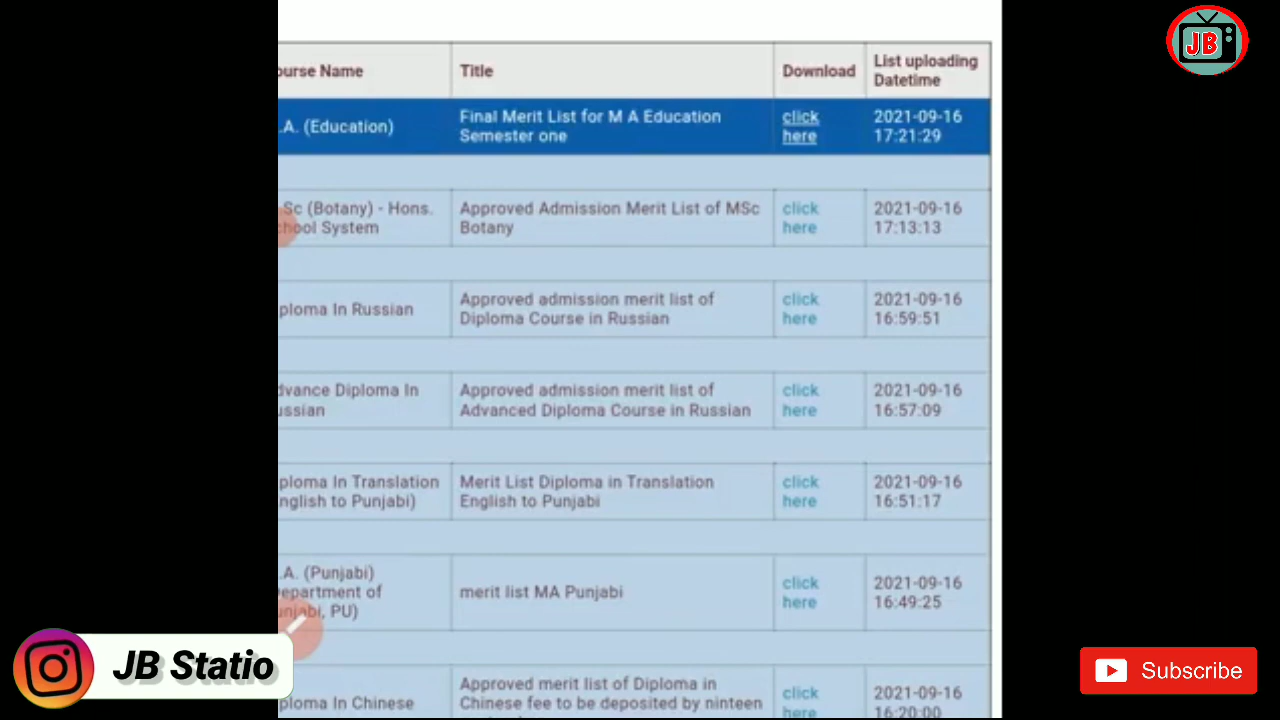 JB
ourse Name
Title
Download
List uploading
Datetime
.A. (Education)
Final Merit List for M A Education
Semester one
click
here
2021-09-16
17:21:29
Sc (Botany) - Hons.
hool System
Approved Admission Merit List of MSc
Botany
click
here
2021-09-16
17:13:13
ploma In Russian
Approved admission merit list of
Diploma Course in Russian
click
here
2021-09-16
16:59:51
dvance Diploma In
ussian
Approved admission merit list of
Advanced Diploma Course in Russian
click
here
2021-09-16
16:57:09
ploma In Translation
nglish to Punjabi)
Merit List Diploma in Translation
English to Punjabi
click
here
2021-09-16
16:51:17
.A. (Punjabi)
epartment of
unjabi, PU)
merit list MA Punjabi
click
here
2021-09-16
16:49:25
ploma In Chinese
Approved merit list of Diploma in
Chinese fee to be deposited by ninteen
click
here
2021-09-16
16:20:00
JB Statio
Subscribe